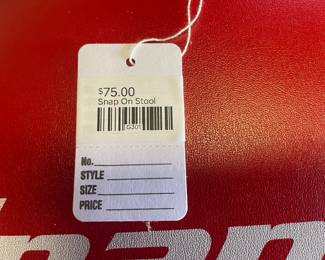 $75.00
Snap On Stool
G301
No.
STYLE
SIZE
PRICE